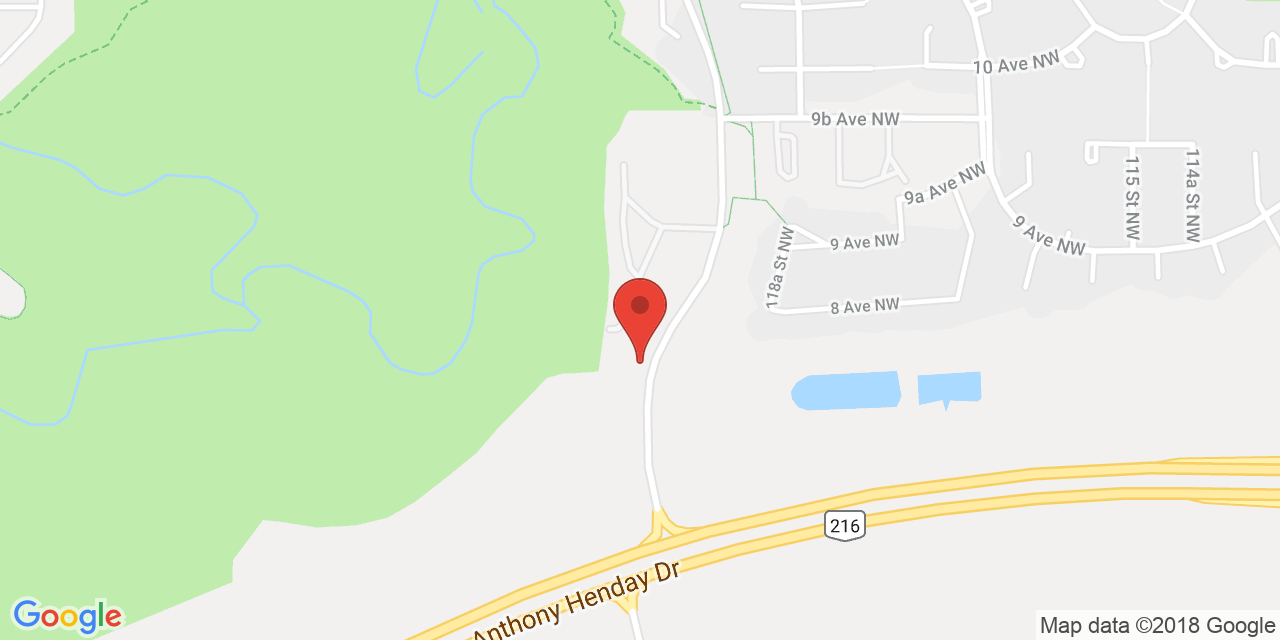 10 Ave NW
9b Ave NW
115 St NW
114a St NW
9a Ave NW
9 Ave NW
9 Ave NW
118a St NW
8 Ave NW
216
Anthony Henday Dr
Google
Map data ©2018 Google